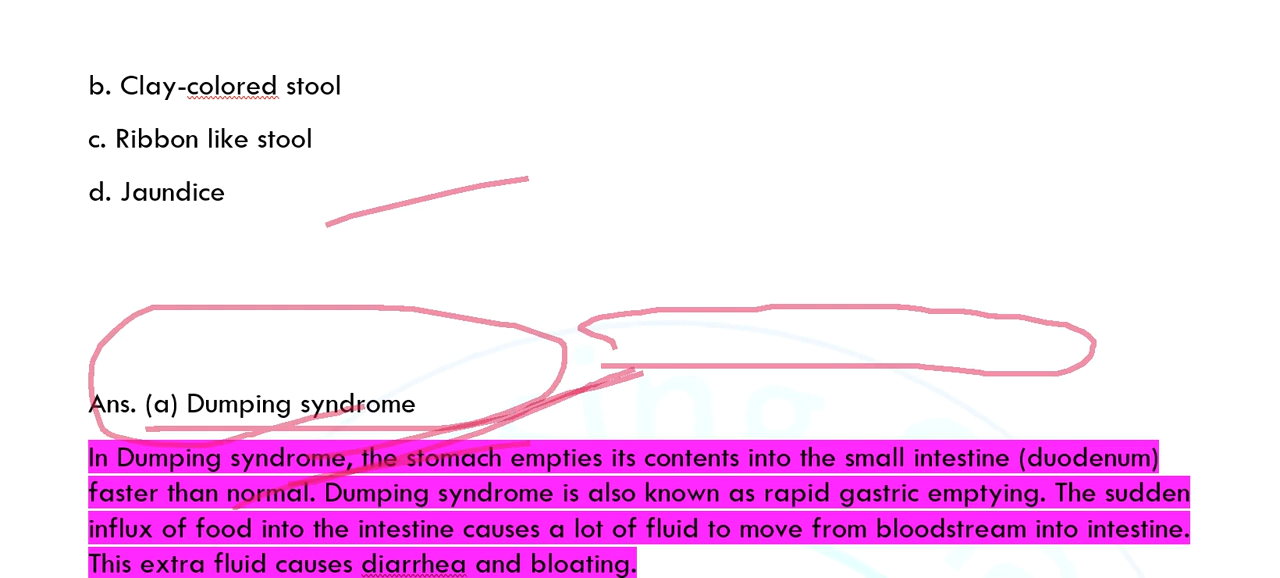 b. Clay-colored stool
c. Ribbon like stool
d. Jaundice
Ans. (a) Dumping syndrome
In Dumping syndrome, the stomach empties its contents into the small intestine (duodenum)
faster than normal. Dumping syndrome is also known as rapid gastric emptying. The sudden
influx of food into the intestine causes a lot of fluid to move from bloodstream into intestine.
This extra fluid causes diarrhea and bloating.